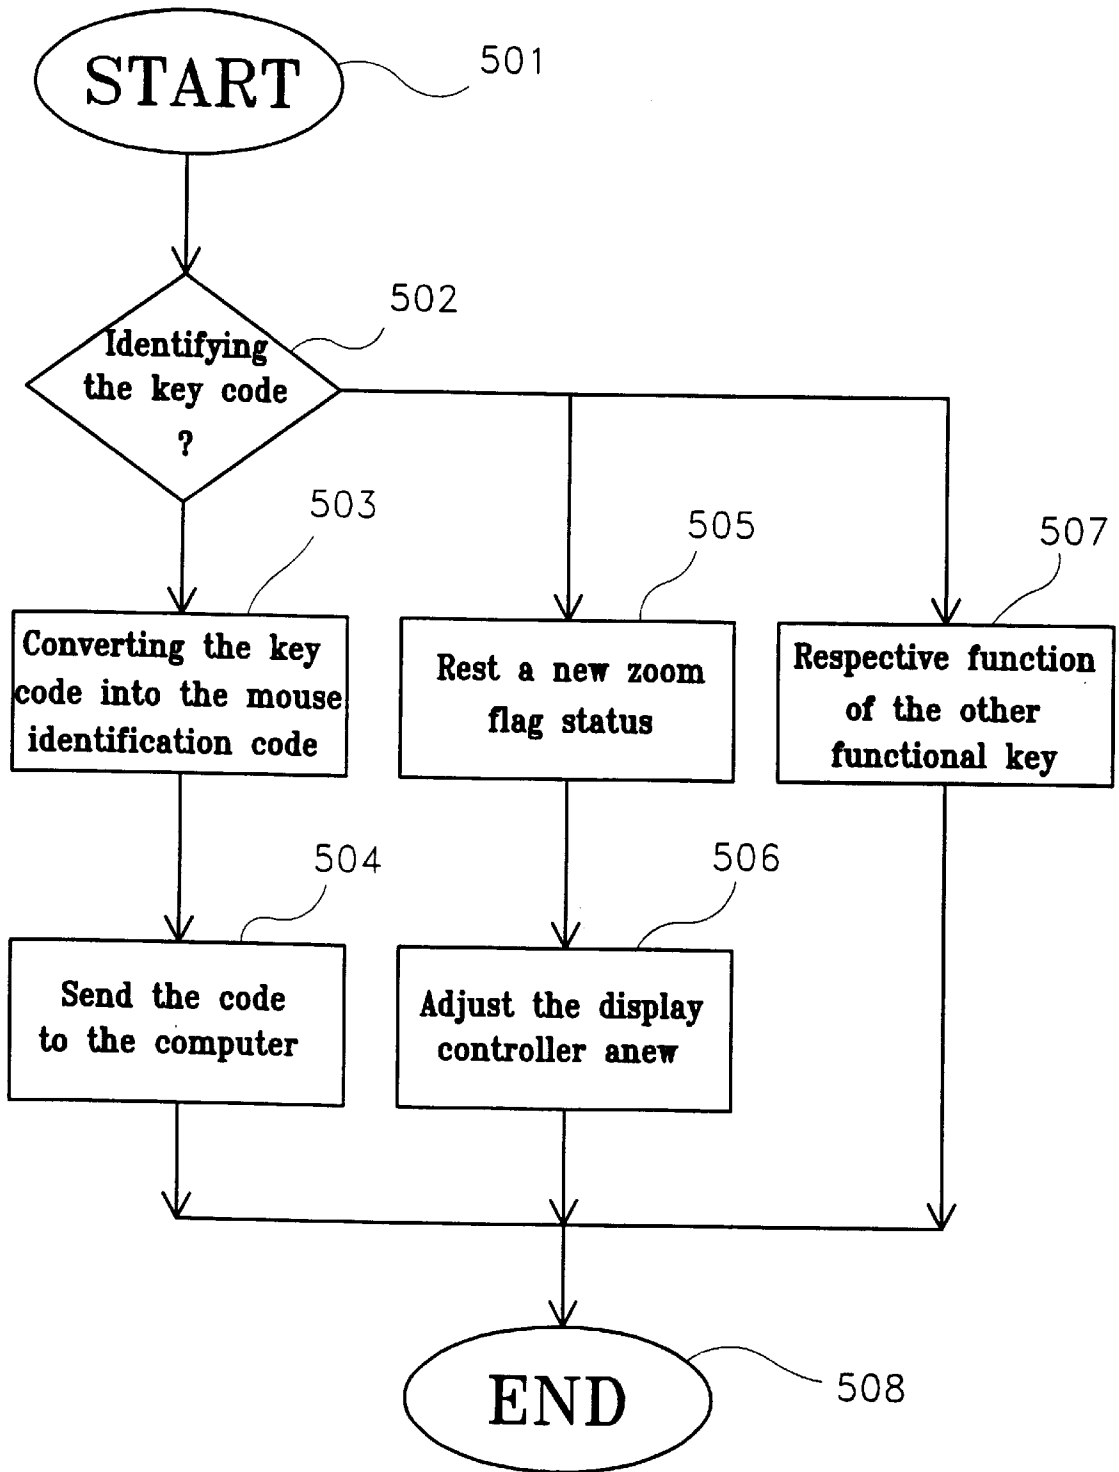 START
501
502
Identifying
the key code
?
503
505
507
Converting the key
code into the mouse
identification code
Rest a new zoom
flag status
Respective function
of the other
functional key
504
506
Send the code
to the computer
Adjust the display
controller anew
END
508